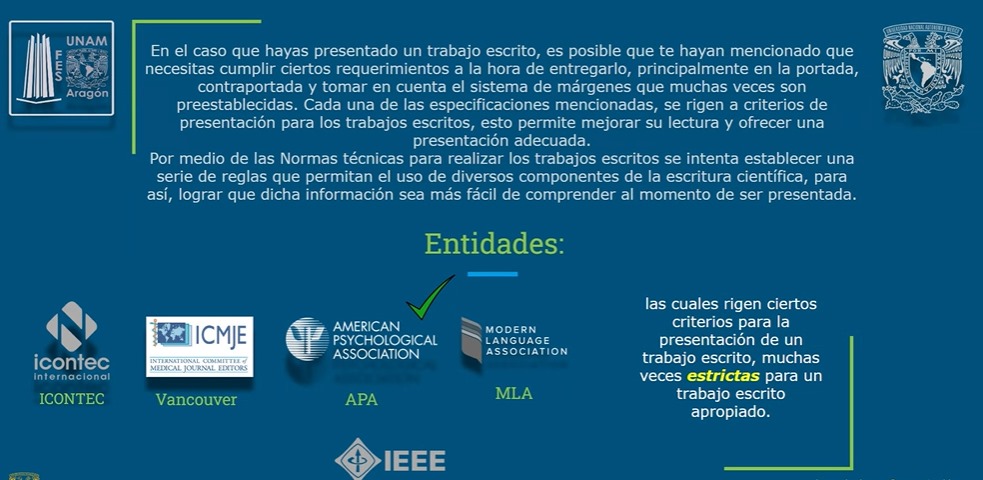 UNAM
FES
Aragón
En el caso que hayas presentado un trabajo escrito, es posible que te hayan mencionado que
necesitas cumplir ciertos requerimientos a la hora de entregarlo, principalmente en la portada,
contraportada y tomar en cuenta el sistema de márgenes que muchas veces son
preestablecidas. Cada una de las especificaciones mencionadas, se rigen a criterios de
presentación para los trabajos escritos, esto permite mejorar su lectura y ofrecer una
presentación adecuada.
Por medio de las Normas técnicas para realizar los trabajos escritos se intenta establecer una
serie de reglas que permitan el uso de diversos componentes de la escritura científica, para
así, lograr que dicha información sea más fácil de comprender al momento de ser presentada.
Entidades:
icontec
internacional
ICONTEC
ICMJE
INTERNATIONAL COMMITTEE of
MEDICAL JOURNAL EDITORS
Vancouver
AMERICAN
PSYCHOLOGICAL
ASSOCIATION
APA
MODERN
LANGUAGE
ASSOCIATION
MLA
IEEE
las cuales rigen ciertos
criterios para la
presentación de un
trabajo escrito, muchas
veces estrictas para un
trabajo escrito
apropiado.